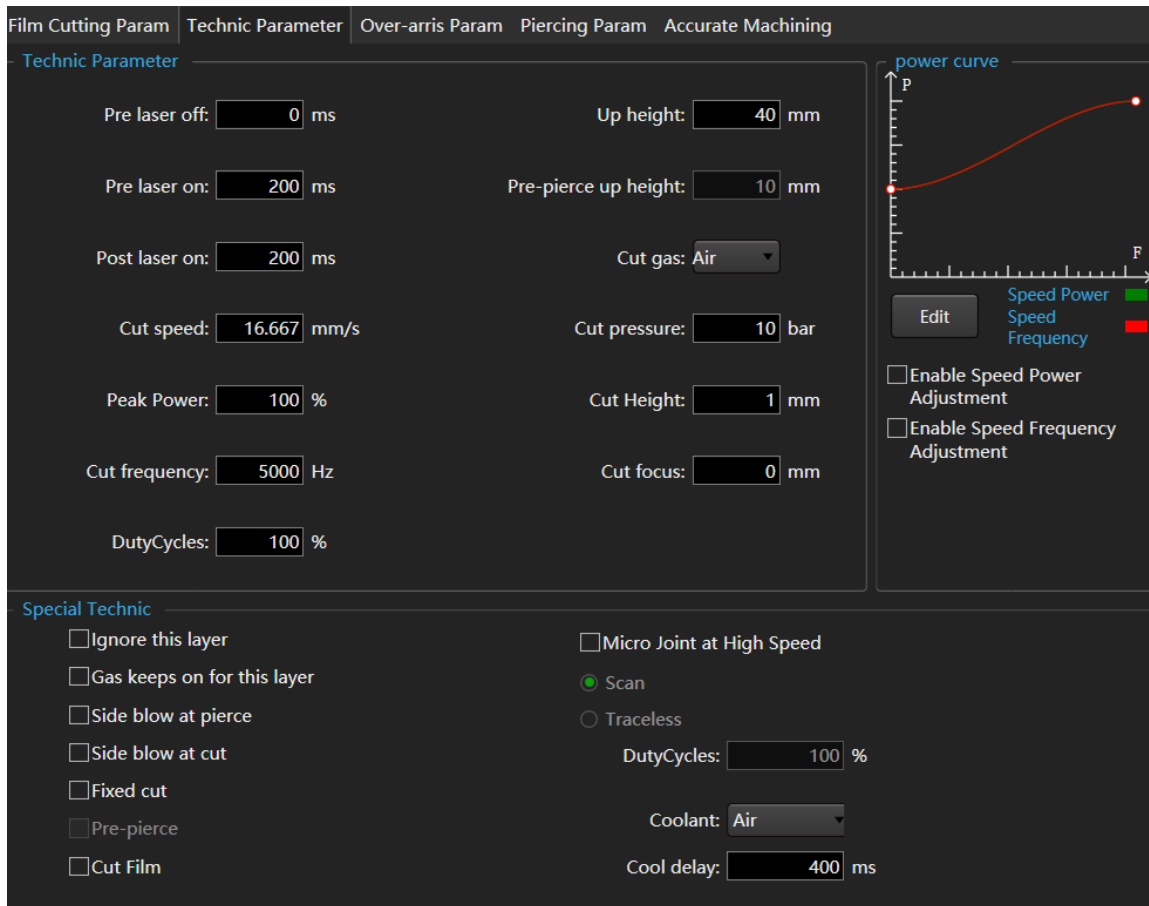 Film Cutting Param Technic Parameter Over-arris Param Piercing Param Accurate Machining
Technic Parameter
Pre laser off: 0 ms
Up height: 40 mm
Pre laser on: 200 ms
Pre-pierce up height: 10 mm
Post laser on: 200 ms
Cut gas: Air
Cut speed: 16.667 mm/s
Cut pressure: 10 bar
Peak Power: 100 %
Cut Height: 1 mm
Cut frequency: 5000 Hz
Cut focus: 0 mm
DutyCycles: 100 %
power curve
P
F
Edit
Speed Power
Speed
Frequency
Enable Speed Power
Adjustment
Enable Speed Frequency
Adjustment
Special Technic
Ignore this layer
Gas keeps on for this layer
Side blow at pierce
Side blow at cut
Fixed cut
Pre-pierce
Cut Film
Micro Joint at High Speed
Scan
Traceless
DutyCycles: 100 %
Coolant: Air
Cool delay: 400 ms